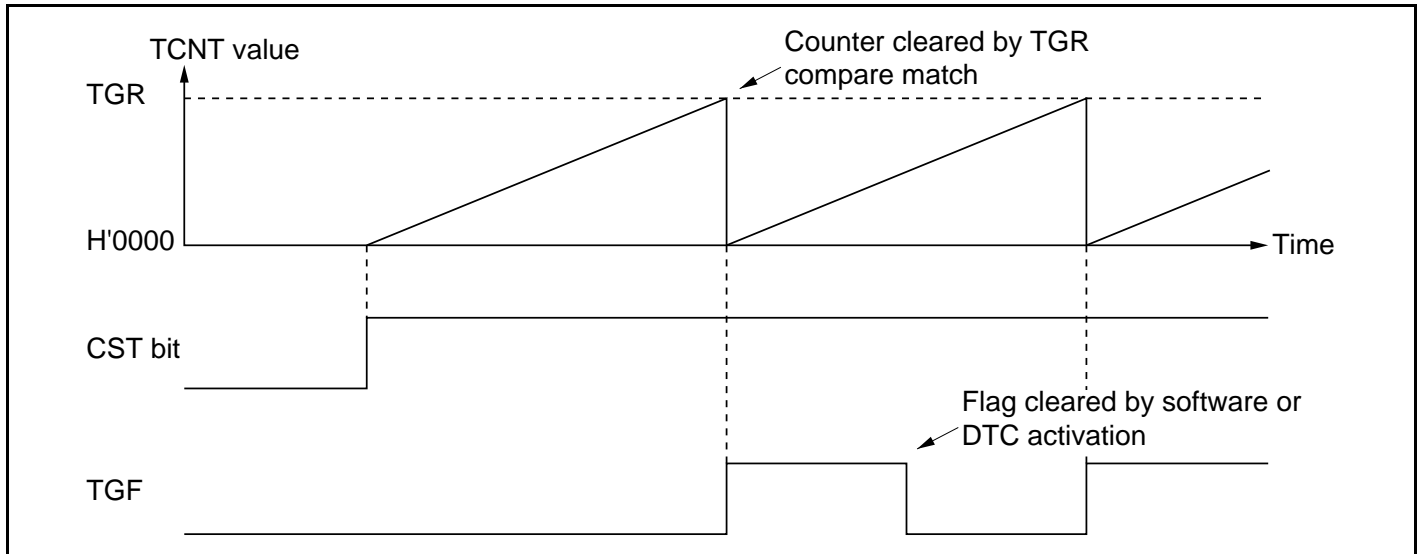 TCNT value
Counter cleared by TGR
compare match
TGR
H'0000
Time
CST bit
Flag cleared by software or
DTC activation
TGF